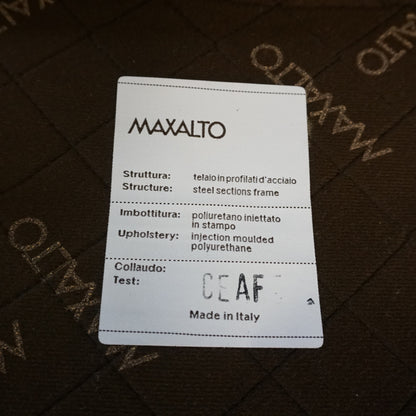 MAXALTO
MAXALTO
Struttura: telaio in profilati d'acciaio
Structure: steel sections frame
Imbottitura: poliuretano iniettato
in stampo
Upholstery: injection moulded
polyurethane
Collaudo:
Test: CEAF
Made in Italy
MAXALTO
MAXALTO
MAXALTO